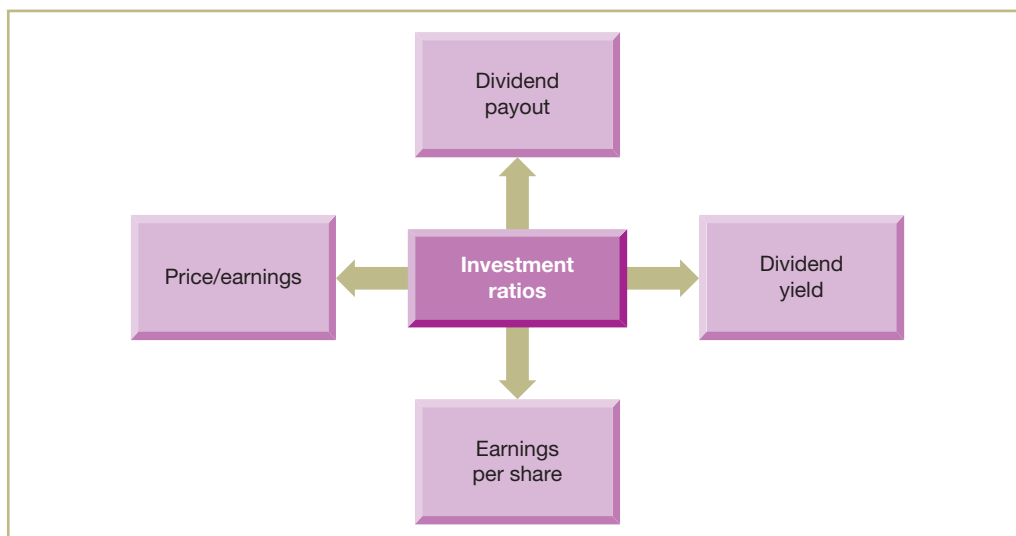 Dividend
payout
Price/earnings
Investment
ratios
Dividend
yield
Earnings
per share